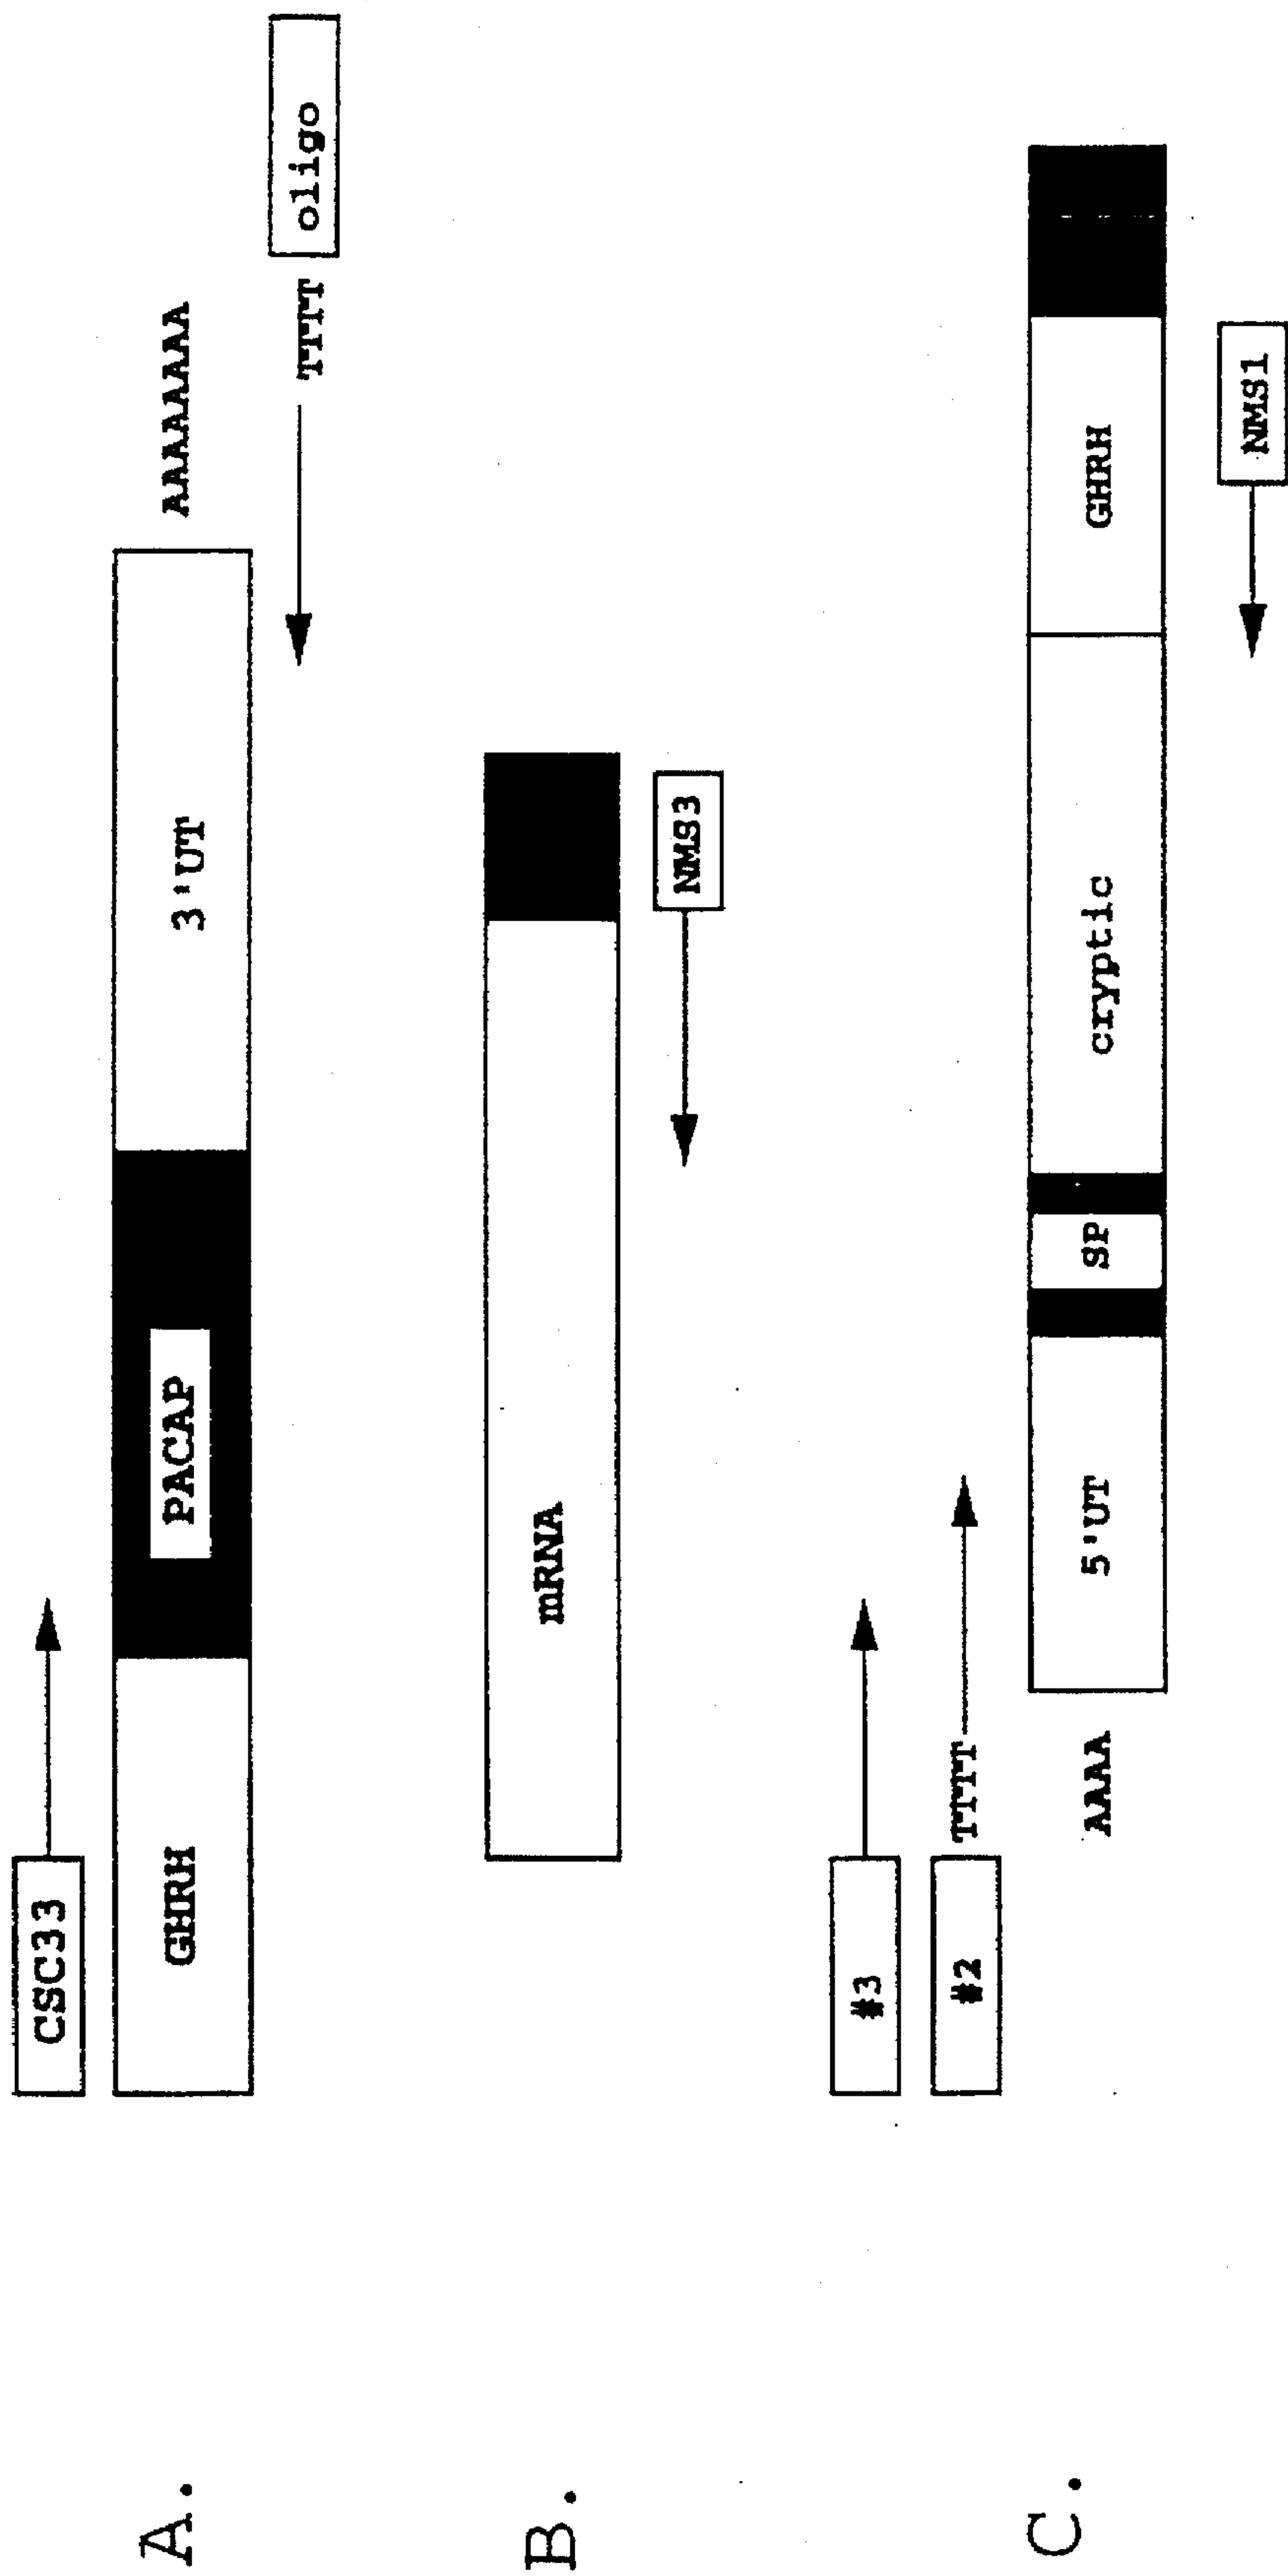 A.
CSC33
GHRH
PACAP
3'UT
AAAAAAA
TTTT
oligo
B.
mRNA
NMS3
C.
#3
#2
TTTT
AAAA
5'UT
SP
cryptic
GHRH
NMS1